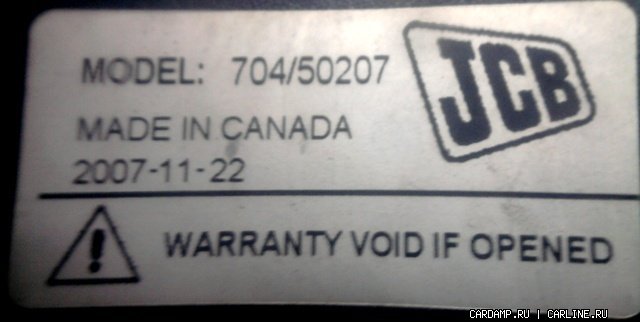 MODEL: 704/50207
JCB
MADE IN CANADA
2007-11-22
! WARRANTY VOID IF OPENED
CARDAMP.RU | CARLINE.RU